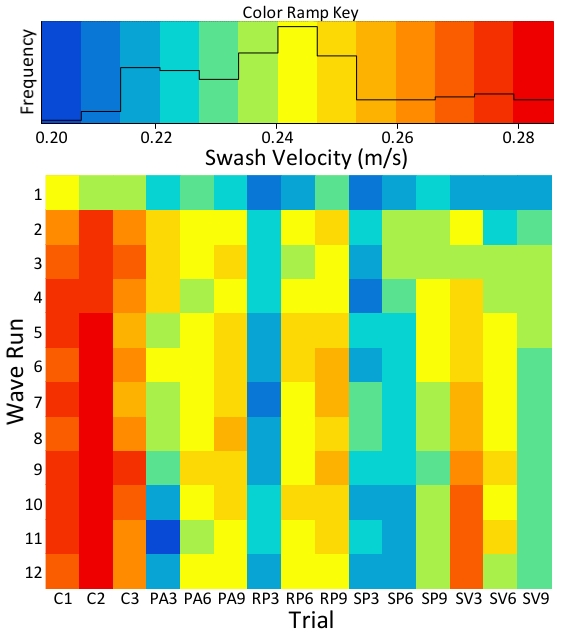 Color Ramp Key
Frequency
0.20 0.22 0.24 0.26 0.28
Swash Velocity (m/s)
Wave Run
1
2
3
4
5
6
7
8
9
10
11
12
C1 C2 C3 PA3 PA6 PA9 RP3 RP6 RP9 SP3 SP6 SP9 SV3 SV6 SV9
Trial